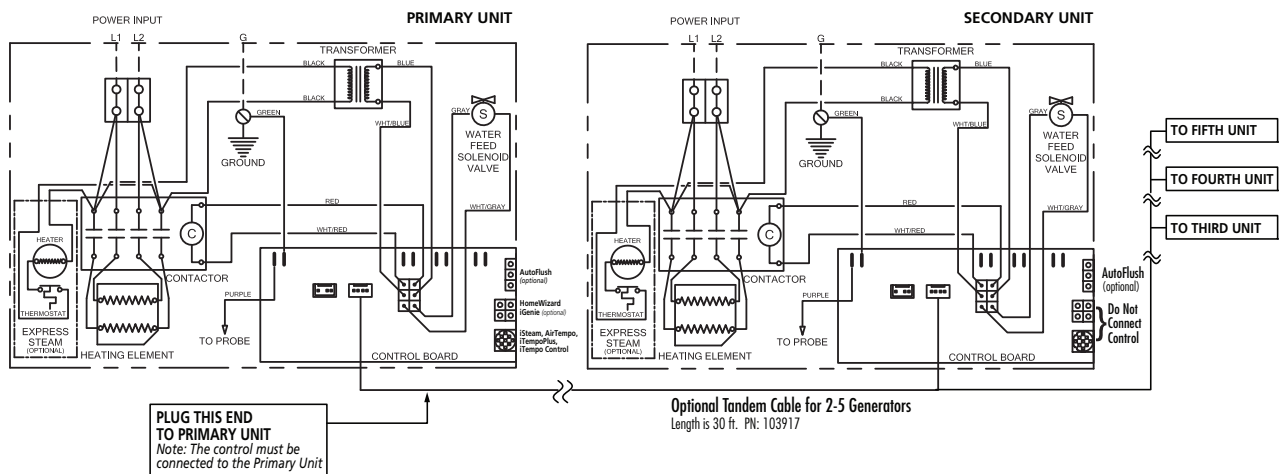 PRIMARY UNIT
POWER INPUT
L1 L2
G
TRANSFORMER
BLACK
BLUE
BLACK
GREEN
WHT/BLUE
GRAY
S
WATER
FEED
SOLENOID
VALVE
GROUND
RED
WHT/GRAY
WHT/RED
C
CONTACTOR
HEATER
THERMOSTAT
EXPRESS
STEAM
(OPTIONAL)
HEATING ELEMENT
PURPLE
TO PROBE
CONTROL BOARD
AutoFlush
(optional)
HomeWizard
iGenie (optional)
iSteam, AirTempo,
iTempoPlus,
iTempo Control
SECONDARY UNIT
POWER INPUT
L1 L2
G
TRANSFORMER
BLACK
BLUE
BLACK
GREEN
WHT/BLUE
GRAY
S
WATER
FEED
SOLENOID
VALVE
GROUND
RED
WHT/GRAY
WHT/RED
C
CONTACTOR
HEATER
THERMOSTAT
EXPRESS
STEAM
(OPTIONAL)
HEATING ELEMENT
PURPLE
TO PROBE
CONTROL BOARD
AutoFlush
(optional)
Do Not
Connect
Control
TO FIFTH UNIT
TO FOURTH UNIT
TO THIRD UNIT
PLUG THIS END
TO PRIMARY UNIT
Note: The control must be
connected to the Primary Unit
Optional Tandem Cable for 2-5 Generators
Length is 30 ft. PN: 103917